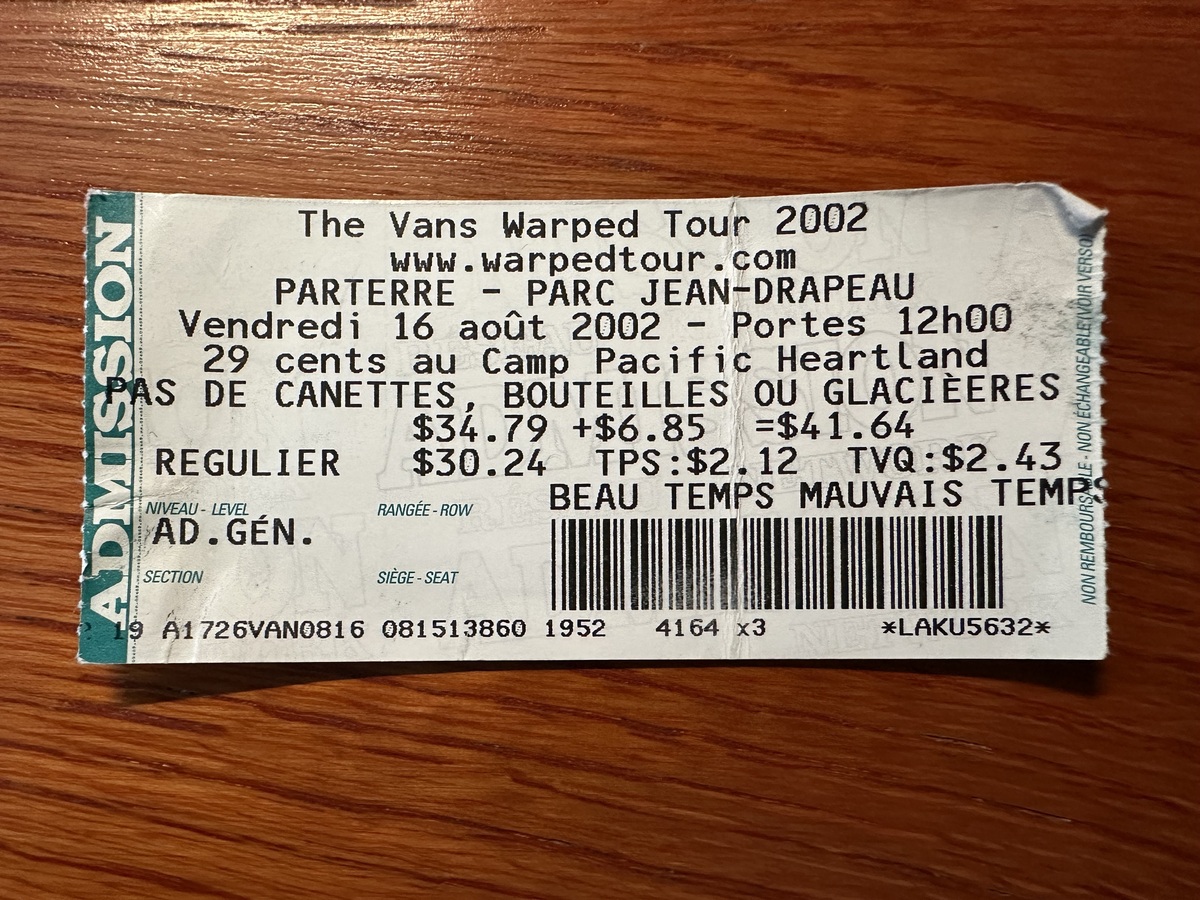 ADMISSION
The Vans Warped Tour 2002
www.warpedtour.com
PARTERRE - PARC JEAN-DRAPEAU
Vendredi 16 août 2002 - Portes 12h00
29 cents au Camp Pacific Heartland
PAS DE CANETTES, BOUTEILLES OU GLACIÈERES
$34.79 +$6.85 =$41.64
REGULIER $30.24 TPS:$2.12 TVQ:$2.43
BEAU TEMPS MAUVAIS TEMPS
NIVEAU - LEVEL RANGÉE - ROW
AD.GÉN.
SECTION SIÈGE - SEAT
19 A1726VAN0816 081513860 1952 4164 x3 *LAKU5632*
NON REMBOURSABLE - NON ÉCHANGEABLE (VOIR VERSO